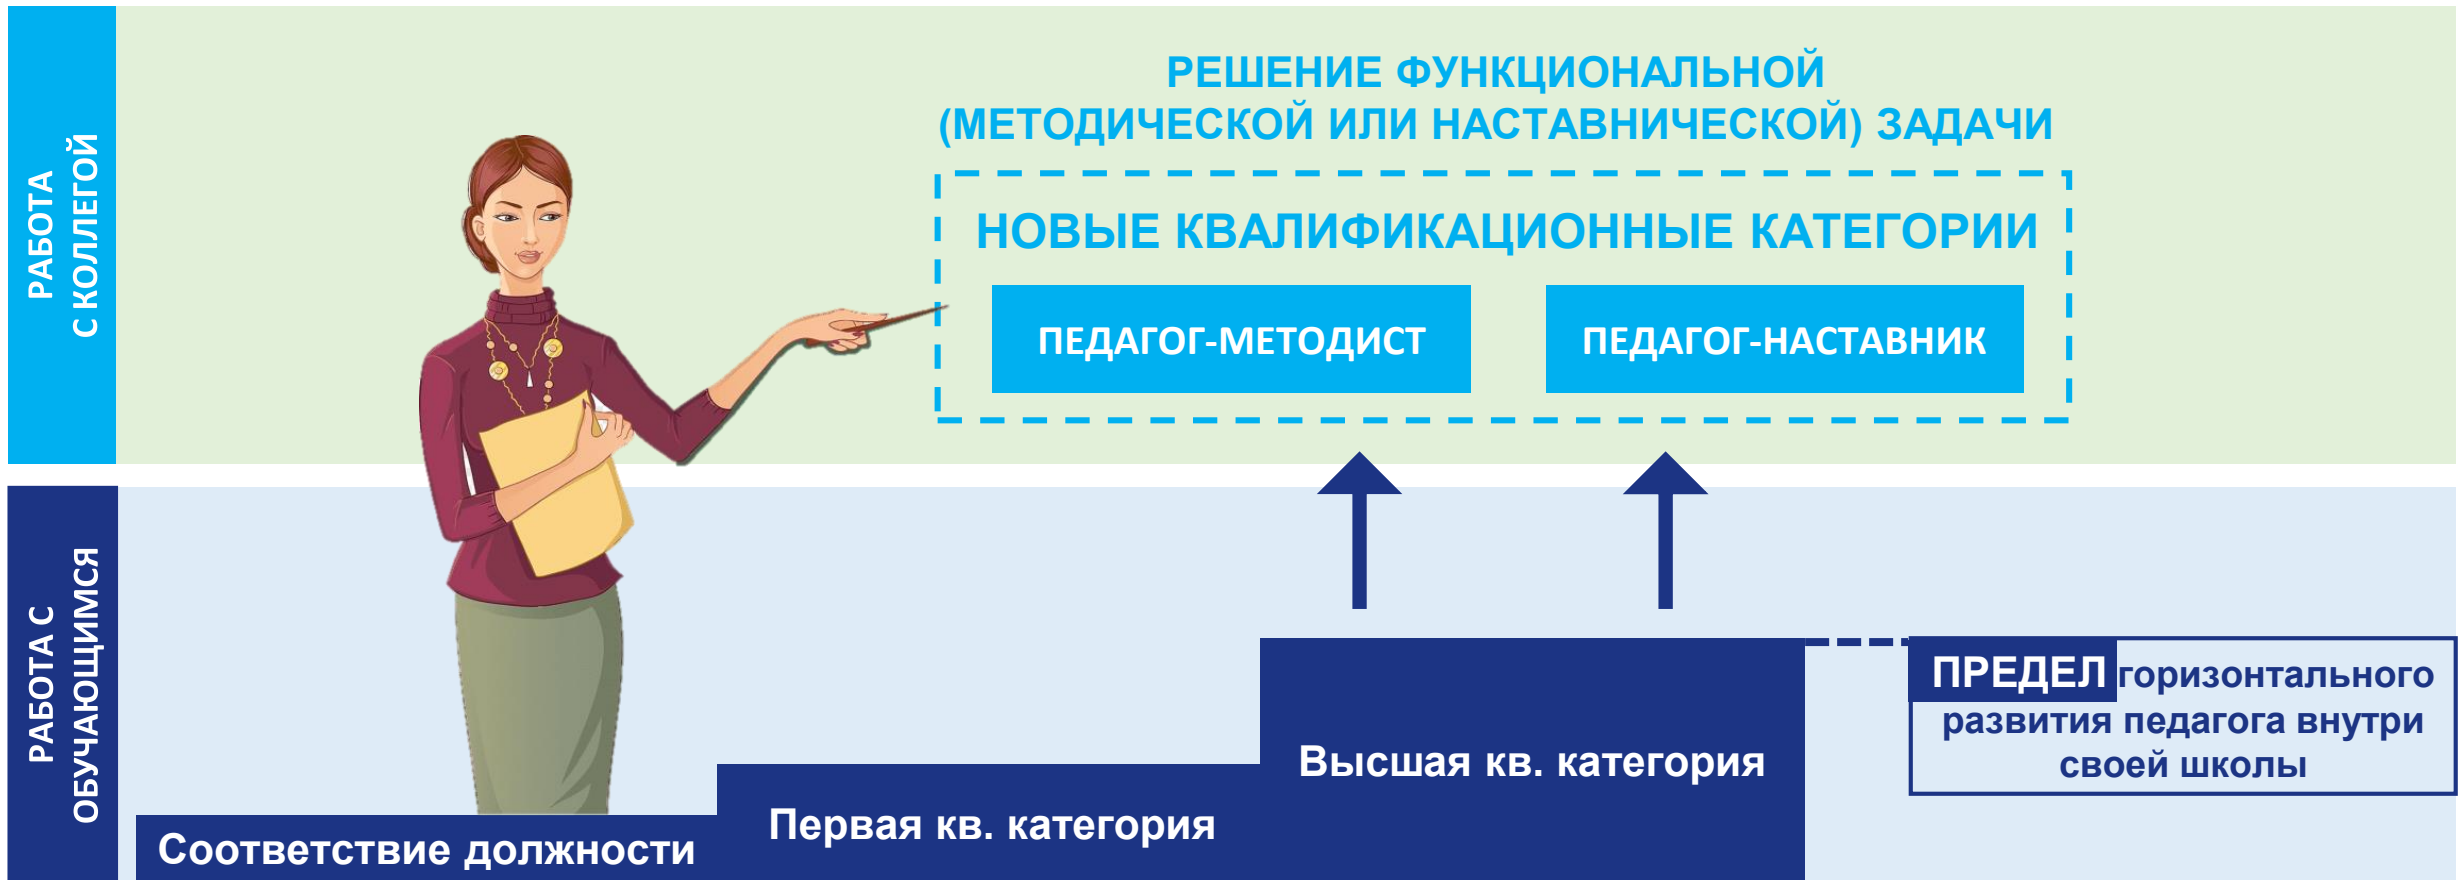 РАБОТА
С КОЛЛЕГОЙ
РЕШЕНИЕ ФУНКЦИОНАЛЬНОЙ
(МЕТОДИЧЕСКОЙ ИЛИ НАСТАВНИЧЕСКОЙ) ЗАДАЧИ
НОВЫЕ КВАЛИФИКАЦИОННЫЕ КАТЕГОРИИ
ПЕДАГОГ-МЕТОДИСТ
ПЕДАГОГ-НАСТАВНИК
РАБОТА С
ОБУЧАЮЩИМСЯ
Соответствие должности
Первая кв. категория
Высшая кв. категория
ПРЕДЕЛ горизонтального
развития педагога внутри
своей школы